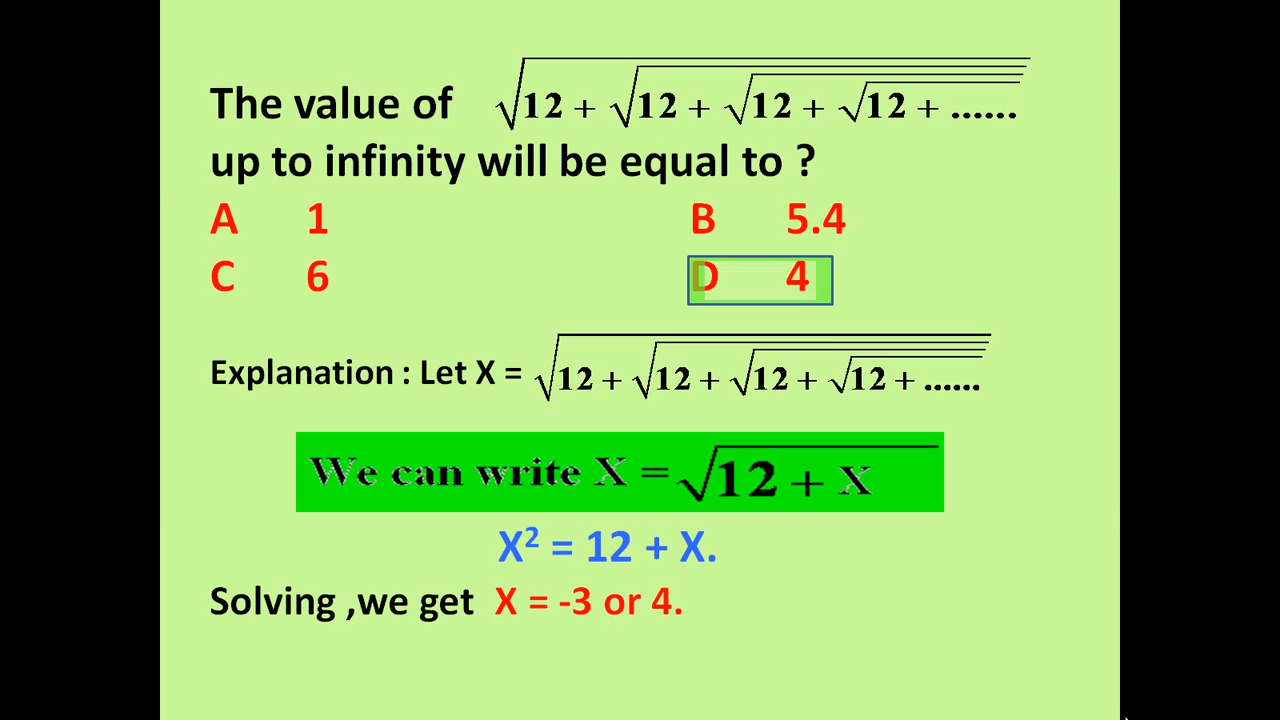 The value of √12 + √12 + √12 + √12 + ......
up to infinity will be equal to ?
A 1 B 5.4
C 6 D 4
Explanation : Let X = √12 + √12 + √12 + √12 + ......
We can write X = √12 + X
X² = 12 + X.
Solving ,we get X = -3 or 4.